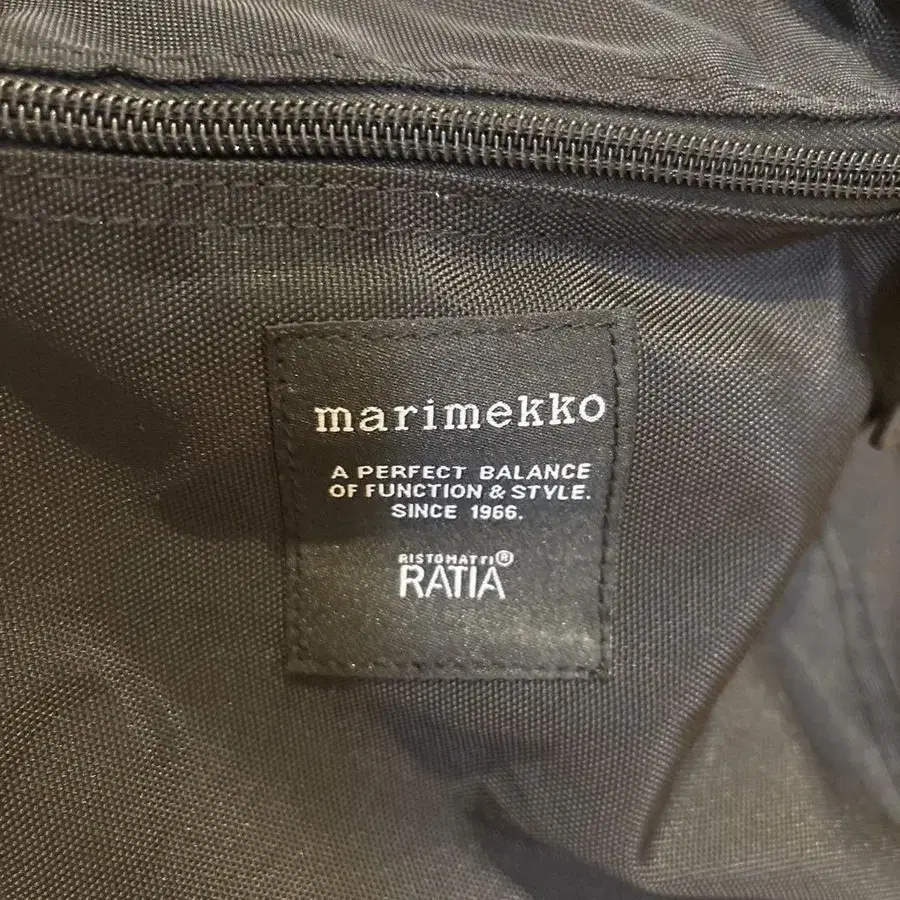 marimekko
A PERFECT BALANCE
OF FUNCTION & STYLE.
SINCE 1966.
RISTOMATTI®
RATIA